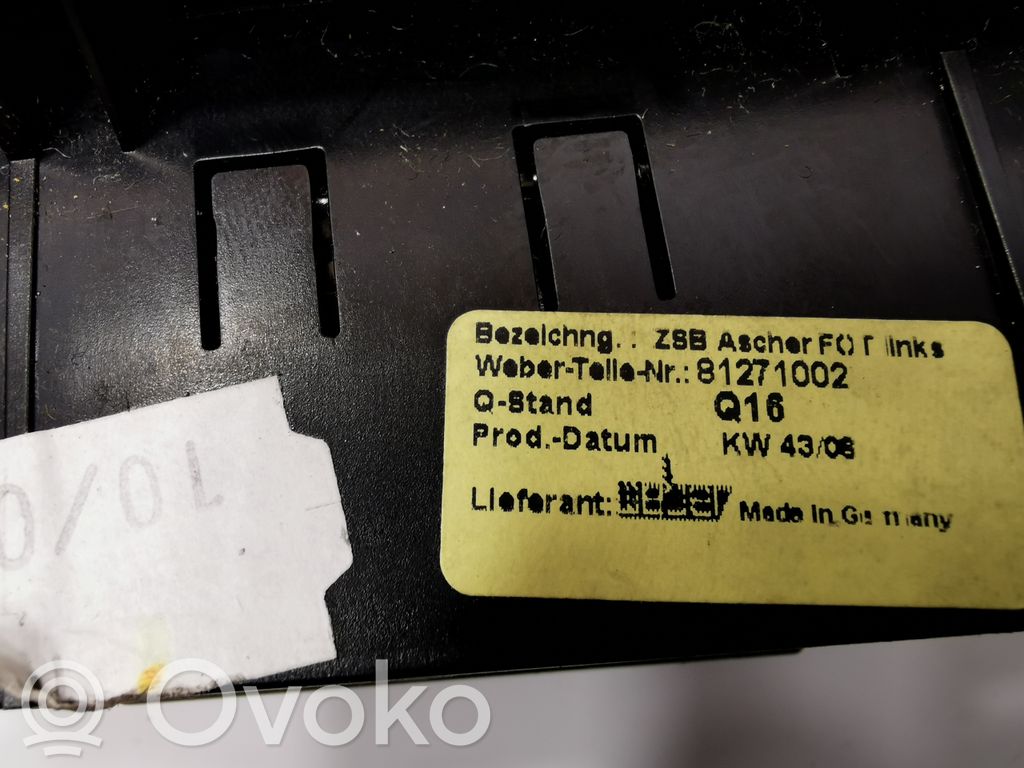 Bezeichng. : ZSB Ascher FOT links
Weber-Teile-Nr.: 81271002
Q-Stand Q16
Prod.-Datum KW 43/06
Lieferant: Made in Germany
10/0
Ovoko